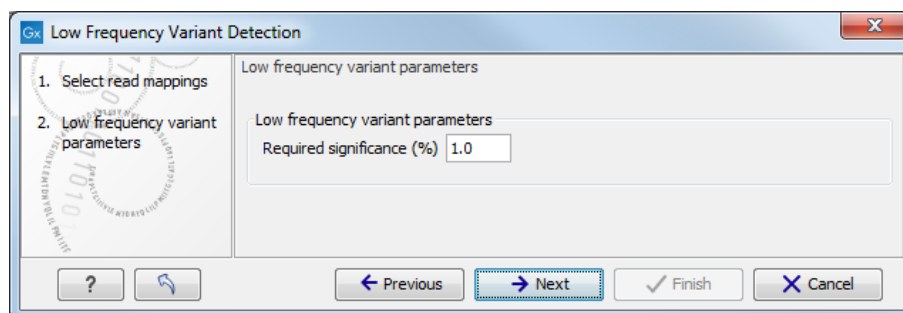 Gx Low Frequency Variant Detection
X
1. Select read mappings
2. Low frequency variant
parameters
Low frequency variant parameters
Low frequency variant parameters
Required significance (%) 1.0
?
Previous
Next
Finish
Cancel